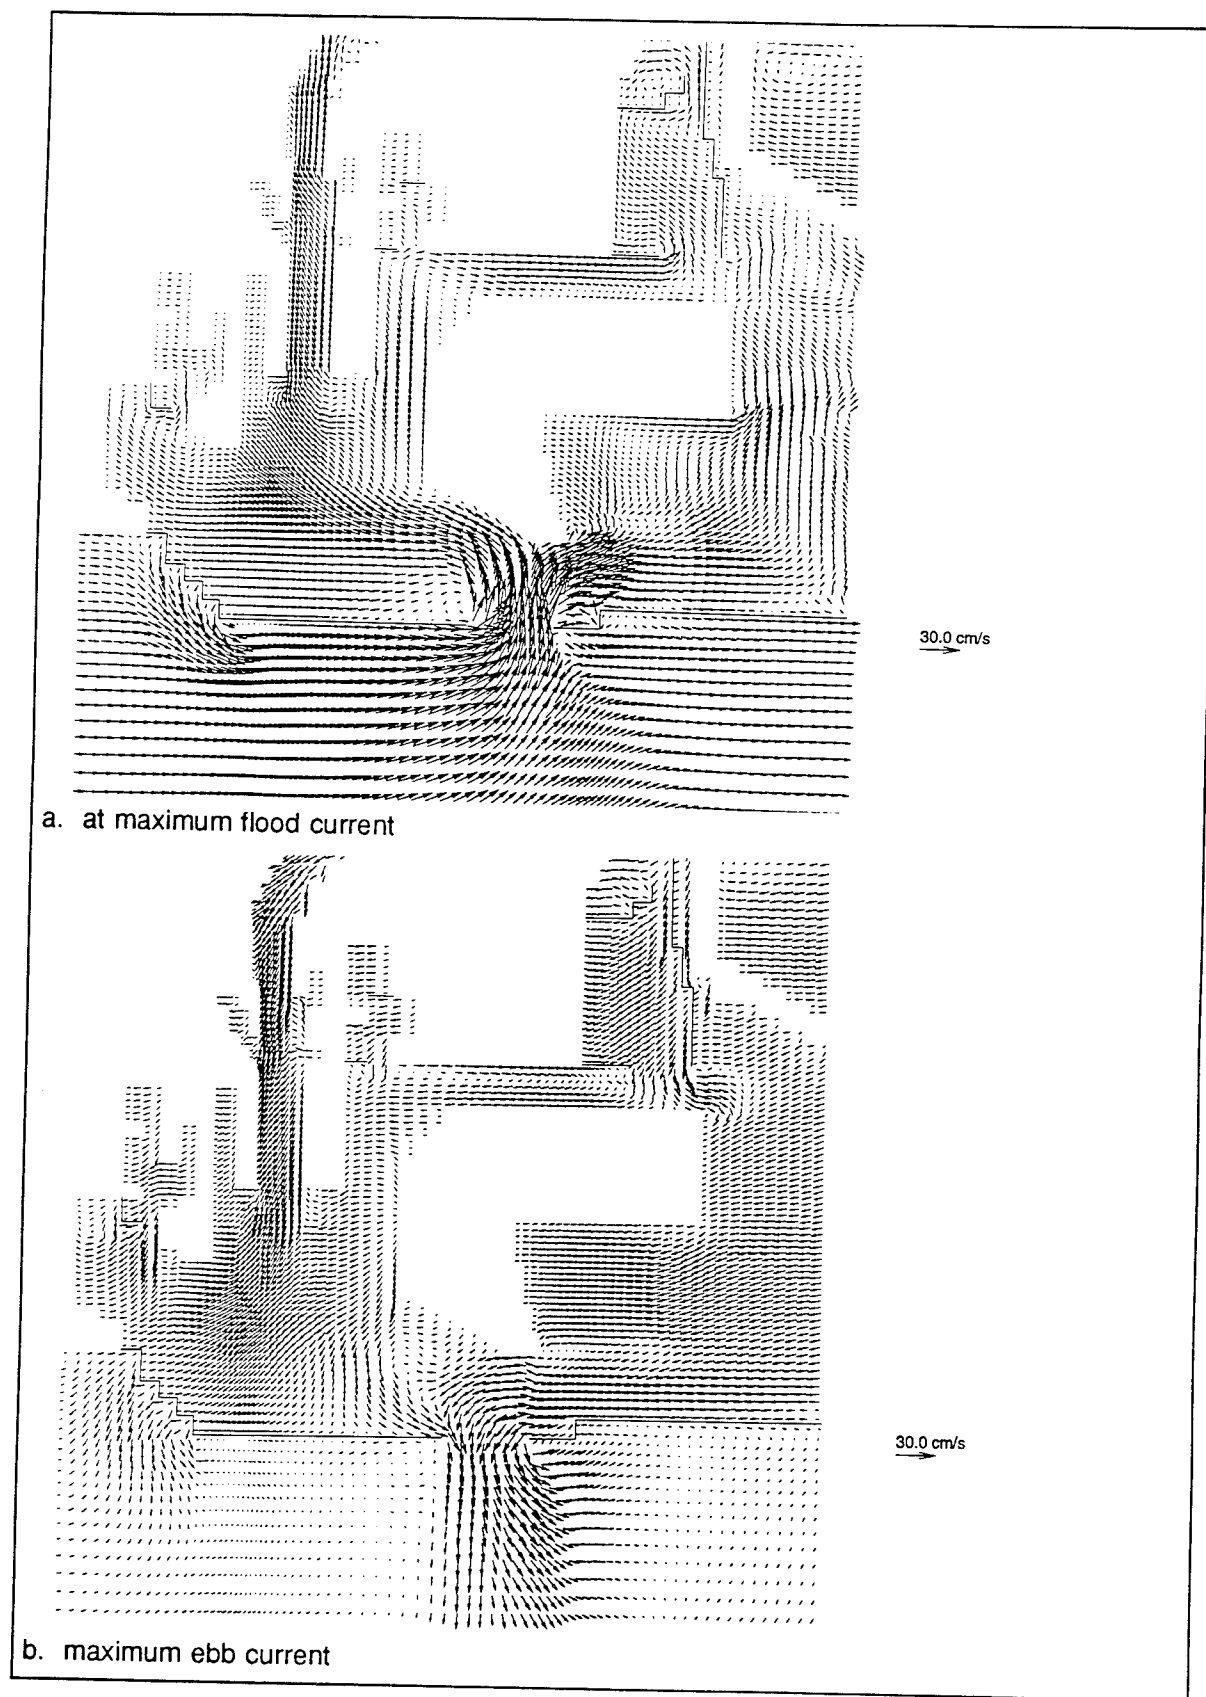 30.0 cm/s
a. at maximum flood current
30.0 cm/s
b. maximum ebb current